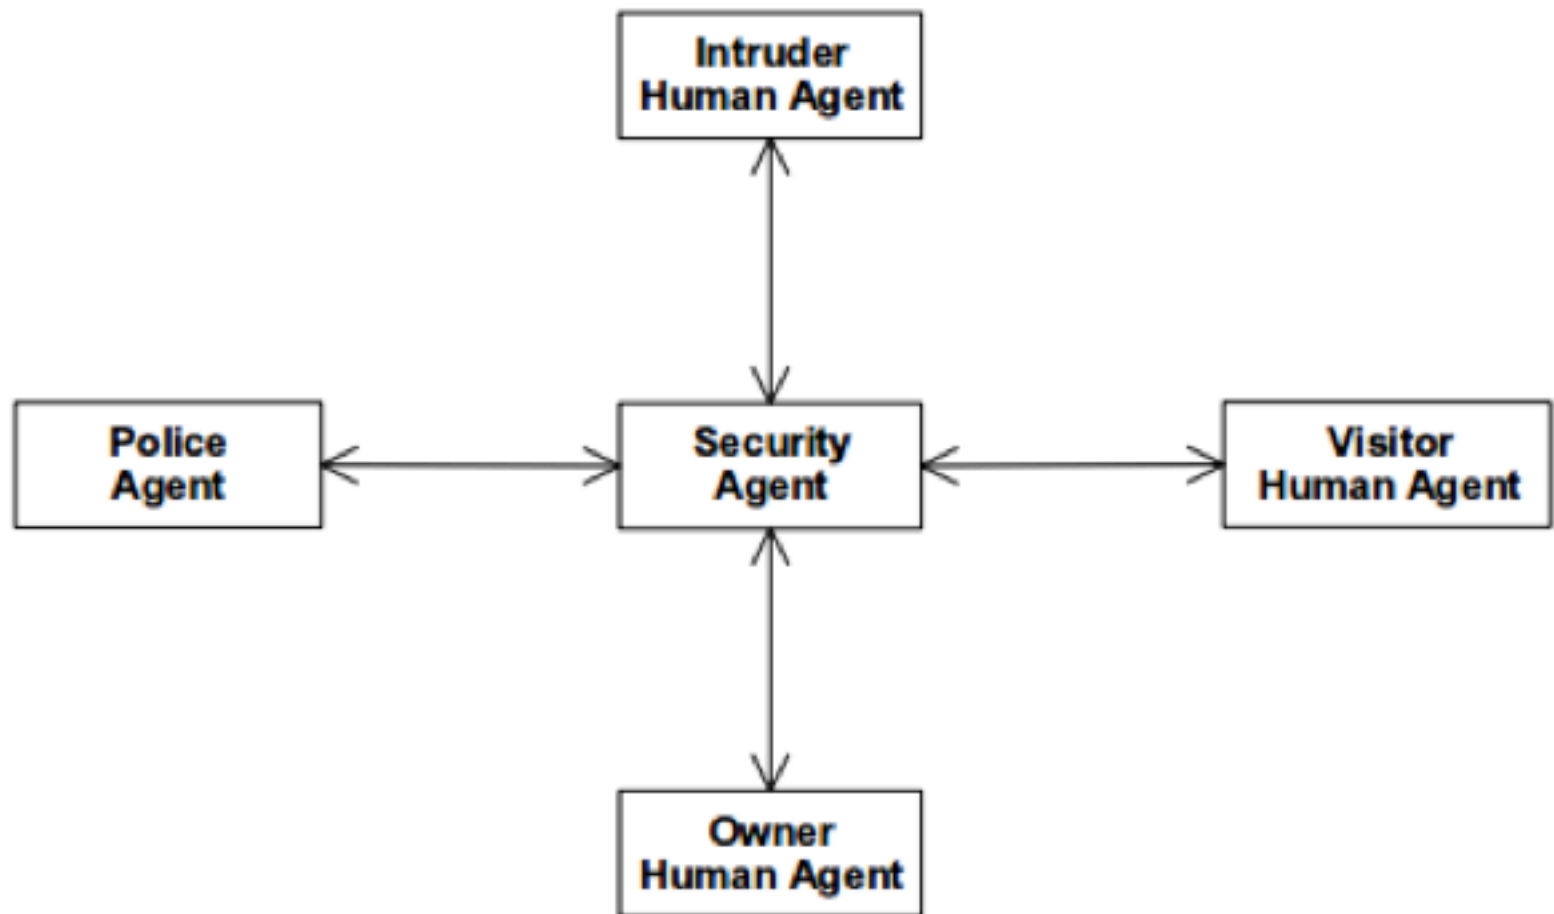 Intruder
Human Agent
Police
Agent
Security
Agent
Visitor
Human Agent
Owner
Human Agent